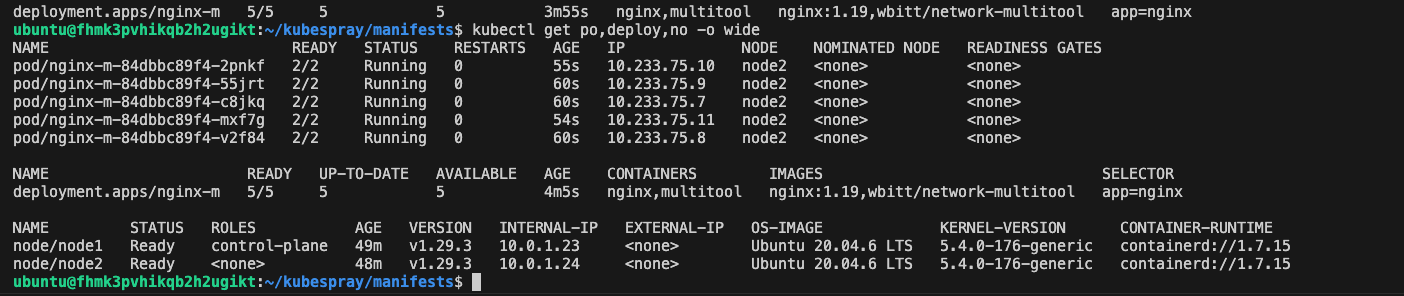 deployment.apps/nginx-m   5/5     5            5           3m55s   nginx,multitool   nginx:1.19,wbitt/network-multitool   app=nginx
ubuntu@fhmk3pvhikqb2h2ugikt:~/kubespray/manifests$ kubectl get po,deploy,no -o wide
NAME                           READY   STATUS    RESTARTS   AGE   IP             NODE    NOMINATED NODE   READINESS GATES
pod/nginx-m-84dbbc89f4-2pnkf   2/2     Running   0          55s   10.233.75.10   node2   <none>           <none>
pod/nginx-m-84dbbc89f4-55jrt   2/2     Running   0          60s   10.233.75.9    node2   <none>           <none>
pod/nginx-m-84dbbc89f4-c8jkq   2/2     Running   0          60s   10.233.75.7    node2   <none>           <none>
pod/nginx-m-84dbbc89f4-mxf7g   2/2     Running   0          54s   10.233.75.11   node2   <none>           <none>
pod/nginx-m-84dbbc89f4-v2f84   2/2     Running   0          60s   10.233.75.8    node2   <none>           <none>
NAME                      READY   UP-TO-DATE   AVAILABLE   AGE    CONTAINERS        IMAGES                               SELECTOR
deployment.apps/nginx-m   5/5     5            5           4m5s   nginx,multitool   nginx:1.19,wbitt/network-multitool   app=nginx
NAME         STATUS   ROLES           AGE   VERSION   INTERNAL-IP   EXTERNAL-IP   OS-IMAGE             KERNEL-VERSION      CONTAINER-RUNTIME
node/node1   Ready    control-plane   49m   v1.29.3   10.0.1.23     <none>        Ubuntu 20.04.6 LTS   5.4.0-176-generic   containerd://1.7.15
node/node2   Ready    <none>          48m   v1.29.3   10.0.1.24     <none>        Ubuntu 20.04.6 LTS   5.4.0-176-generic   containerd://1.7.15
ubuntu@fhmk3pvhikqb2h2ugikt:~/kubespray/manifests$